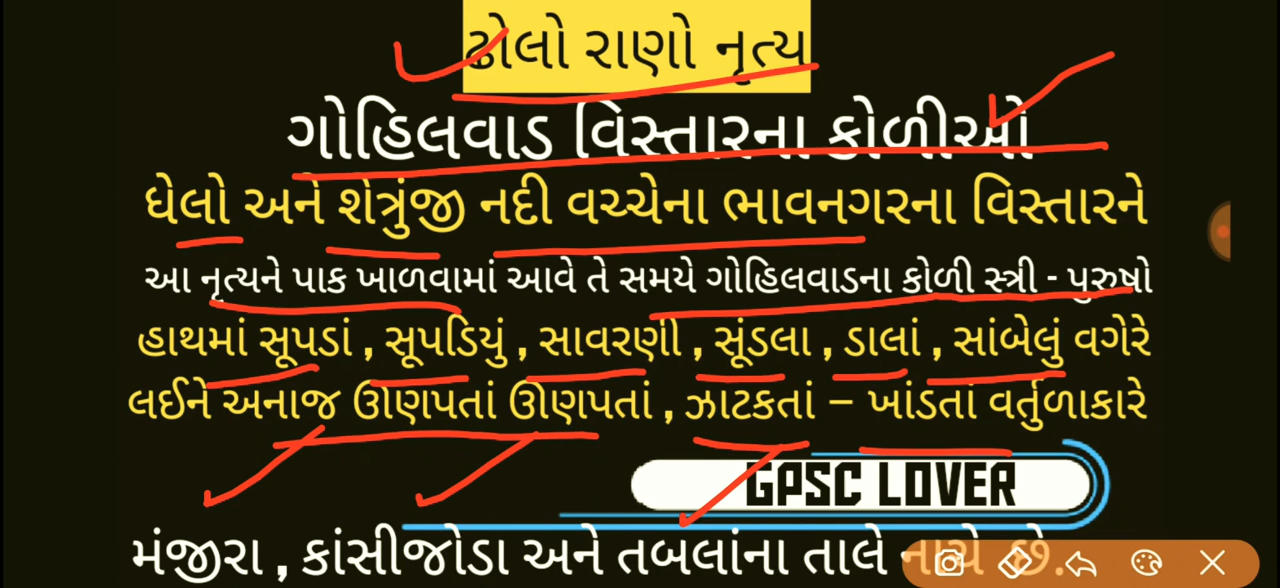 ઢોલો રાણો નૃત્ય
ગોહિલવાડ વિસ્તારના કોળીઓ
ધેલો અને શેત્રુંજી નદી વચ્ચેના ભાવનગરના વિસ્તારને
આ નૃત્યને પાક ખાળવામાં આવે તે સમયે ગોહિલવાડના કોળી સ્ત્રી - પુરુષો
હાથમાં સૂપડાં , સૂપડિયું , સાવરણી , સૂંડલા , ડાલાં , સાંબેલું વગેરે
લઈને અનાજ ઊણપતાં ઊણપતાં , ઝાટકતાં – ખાંડતાં વર્તુળાકારે
GPSC LOVER
મંજીરા , કાંસીજોડા અને તબલાંના તાલે નાચે છે.